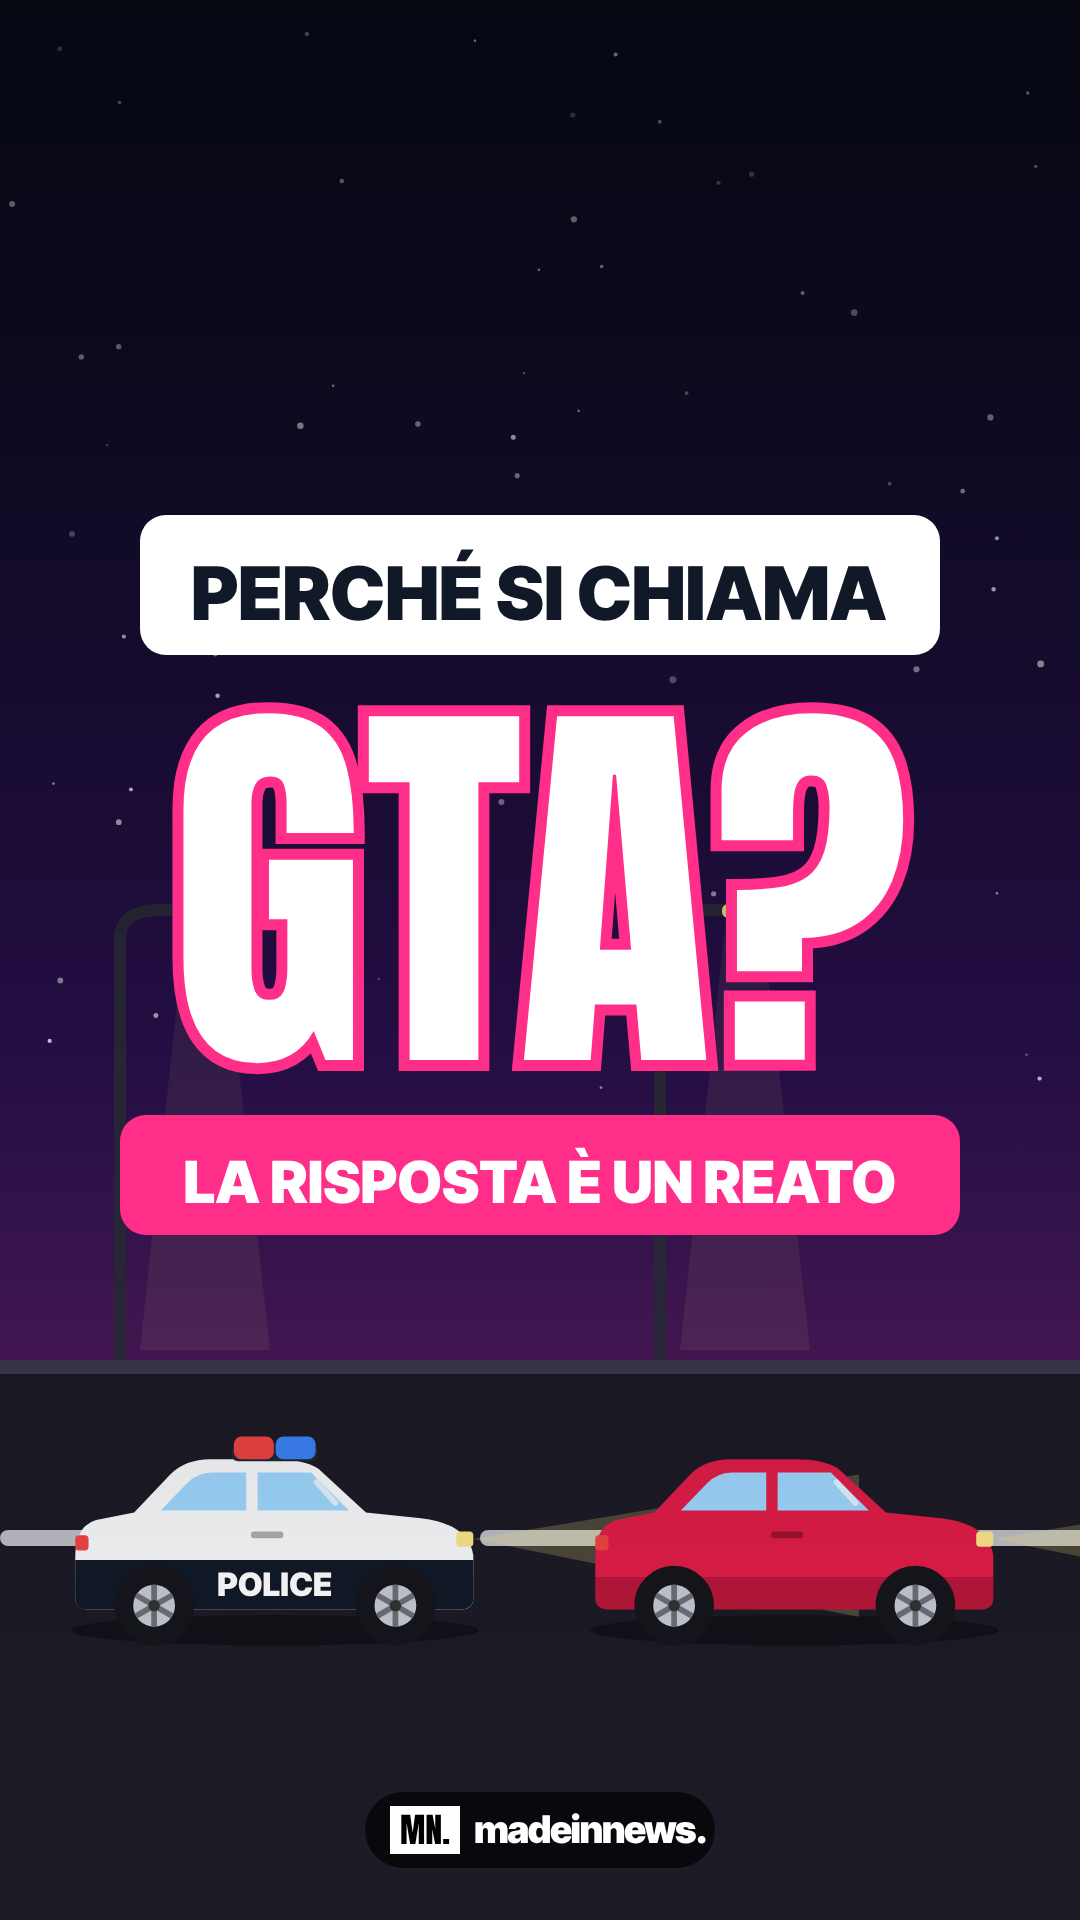 PERCHÉ SI CHIAMA
GTA?
LA RISPOSTA È UN REATO
POLICE
MN. madeinnews.